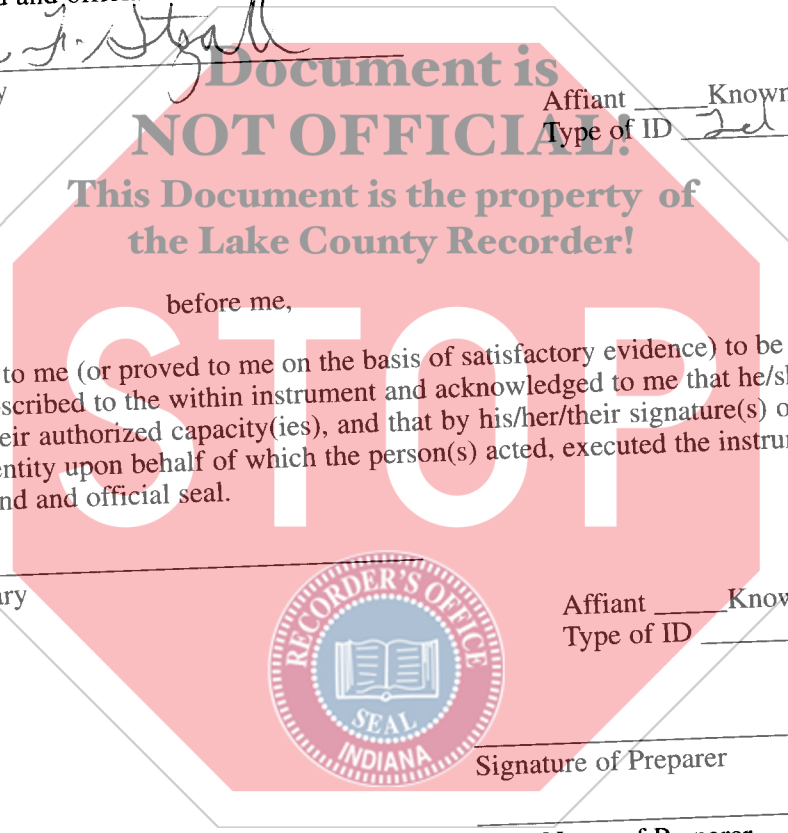 Document is
Affiant _____Known
NOT OFFICIAL!
Type of ID
This Document is the property of
the Lake County Recorder!
before me,
STOP
to me (or proved to me on the basis of satisfactory evidence) to be
scribed to the within instrument and acknowledged to me that he/sh
eir authorized capacity(ies), and that by his/her/their signature(s) o
entity upon behalf of which the person(s) acted, executed the instru
nd and official seal.
ary
Affiant _____Know
Type of ID ______
RECORDER'S OFFICE
SEAL
INDIANA
Signature of Preparer